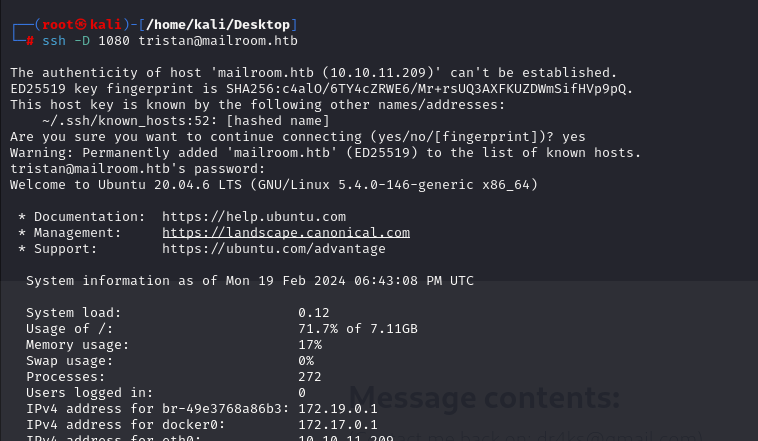 ┌──(root㉿kali)-[/home/kali/Desktop]
└─# ssh -D 1080 tristan@mailroom.htb
The authenticity of host 'mailroom.htb (10.10.11.209)' can't be established.
ED25519 key fingerprint is SHA256:c4alO/6TY4cZRWE6/Mr+rsUQ3AXFKUZDWmSifHVp9pQ.
This host key is known by the following other names/addresses:
    ~/.ssh/known_hosts:52: [hashed name]
Are you sure you want to continue connecting (yes/no/[fingerprint])? yes
Warning: Permanently added 'mailroom.htb' (ED25519) to the list of known hosts.
tristan@mailroom.htb's password:
Welcome to Ubuntu 20.04.6 LTS (GNU/Linux 5.4.0-146-generic x86_64)
 * Documentation:  https://help.ubuntu.com
 * Management:     https://landscape.canonical.com
 * Support:        https://ubuntu.com/advantage
  System information as of Mon 19 Feb 2024 06:43:08 PM UTC
  System load:                      0.12
  Usage of /:                       71.7% of 7.11GB
  Memory usage:                     17%
  Swap usage:                       0%
  Processes:                        272
  Users logged in:                  0
  IPv4 address for br-49e3768a86b3: 172.19.0.1
  IPv4 address for docker0:         172.17.0.1
  IPv4 address for eth0:            10.10.11.209
Message contents: